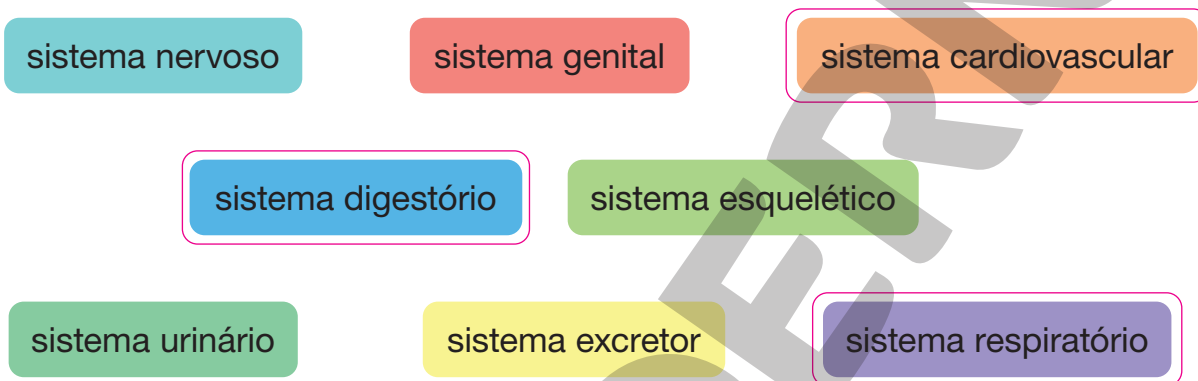 sistema nervoso
sistema genital
sistema cardiovascular
sistema digestório
sistema esquelético
sistema urinário
sistema excretor
sistema respiratório